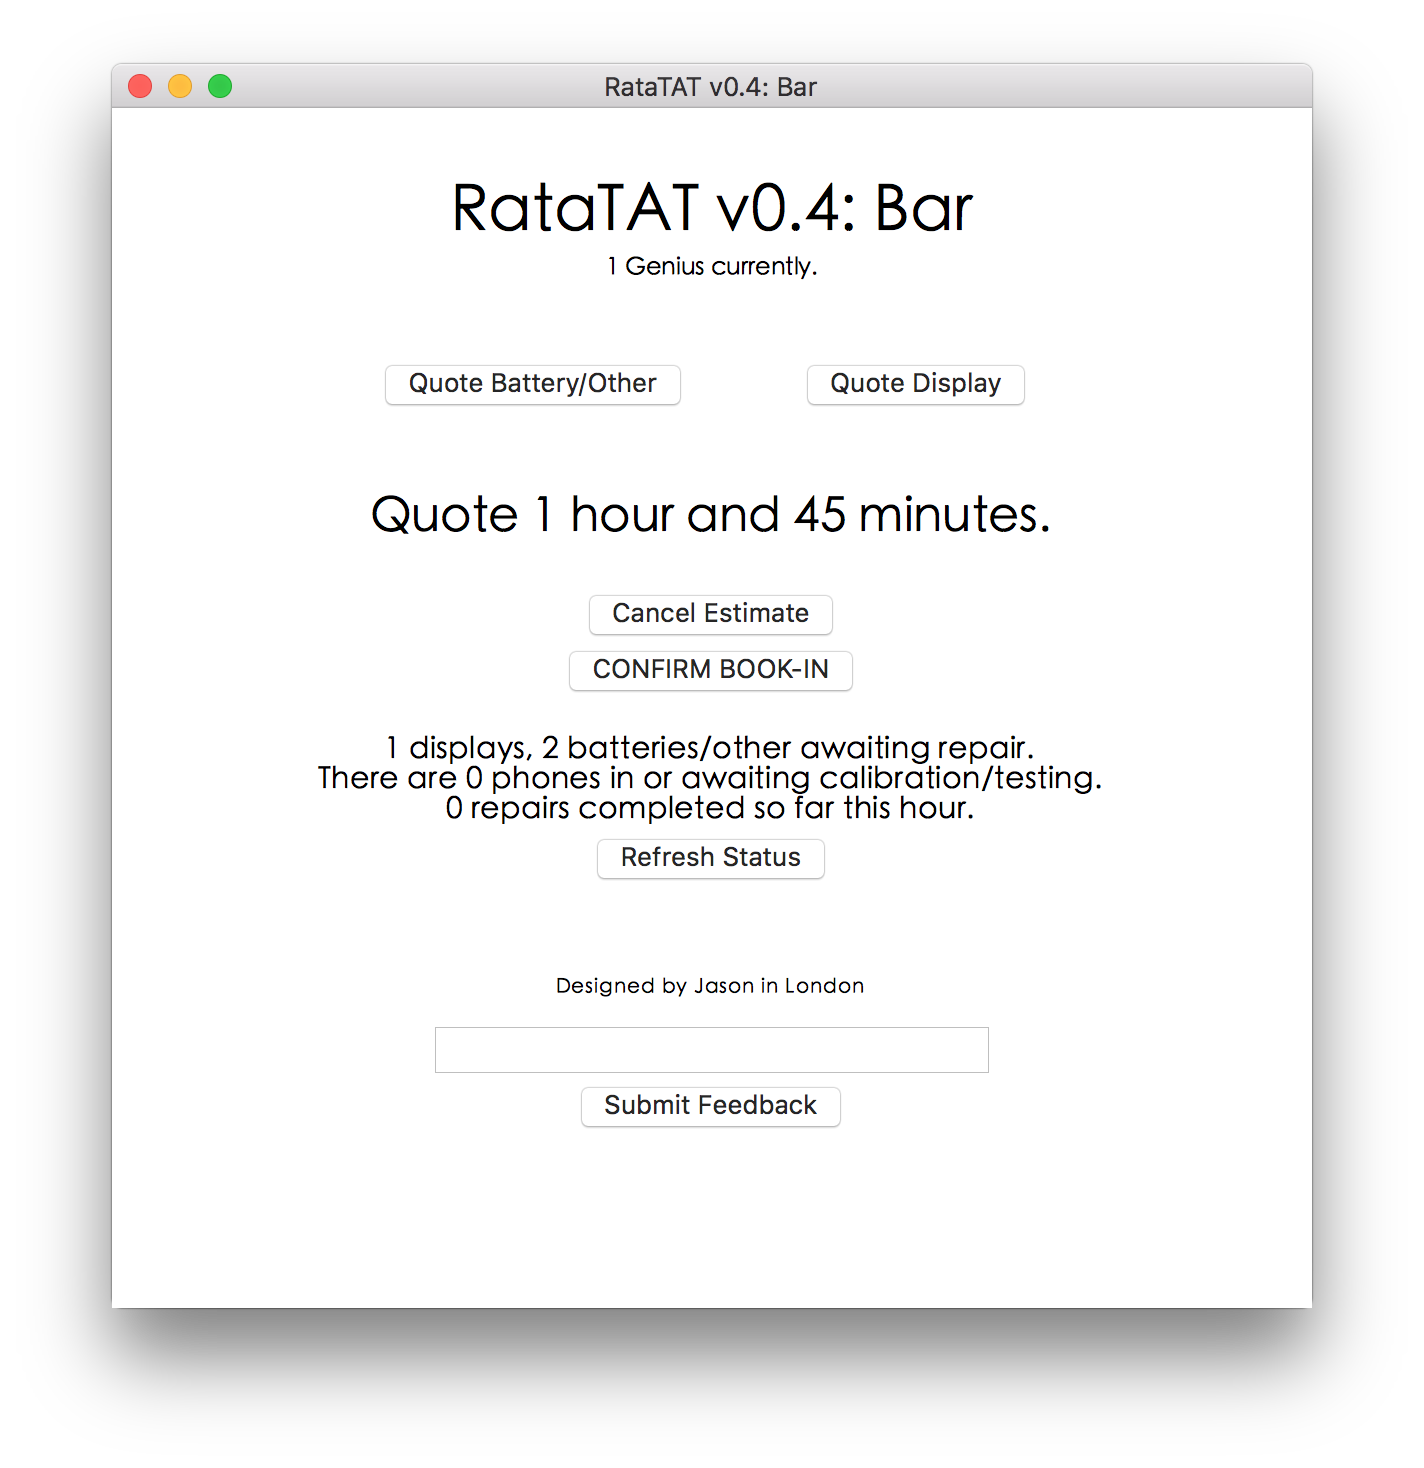 RataTAT v0.4: Bar
RataTAT v0.4: Bar
1 Genius currently.
Quote Battery/Other
Quote Display
Quote 1 hour and 45 minutes.
Cancel Estimate
CONFIRM BOOK-IN
1 displays, 2 batteries/other awaiting repair.
There are 0 phones in or awaiting calibration/testing.
0 repairs completed so far this hour.
Refresh Status
Designed by Jason in London
Submit Feedback